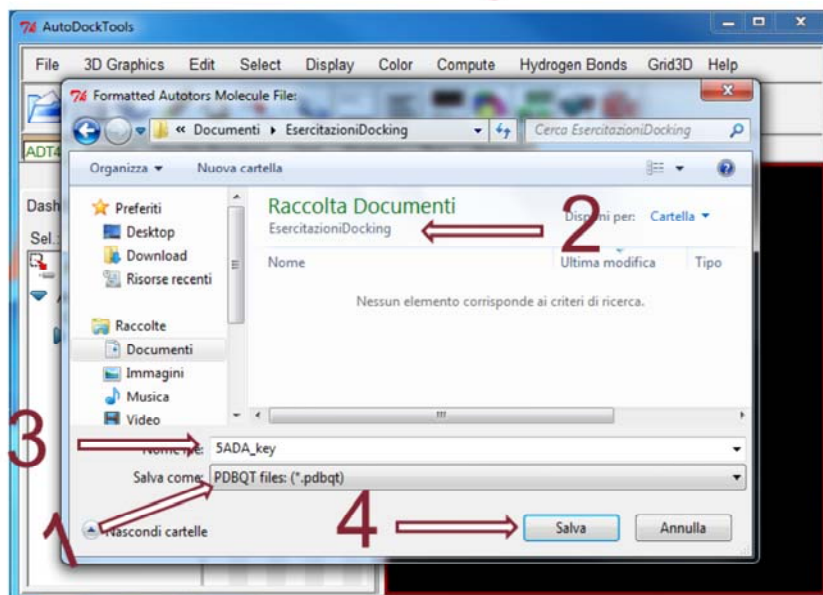 AutoDockTools
File 3D Graphics Edit Select Display Color Compute Hydrogen Bonds Grid3D Help
Formatted Autotors Molecule File:
« Documenti EsercitazioniDocking Cerca EsercitazioniDocking
ADT4
Organizza Nuova cartella
Dash
Sel.:
Preferiti
Desktop
Download
Risorse recenti
Raccolte
Documenti
Immagini
Musica
Video
Raccolta Documenti
EsercitazioniDocking
2
Disponi per: Cartella
Nome Ultima modifica Tipo
Nessun elemento corrisponde ai criteri di ricerca.
3
Nome file: 5ADA_key
Salva come: PDBQT files: (*.pdbqt)
1
Nascondi cartelle
4
Salva Annulla